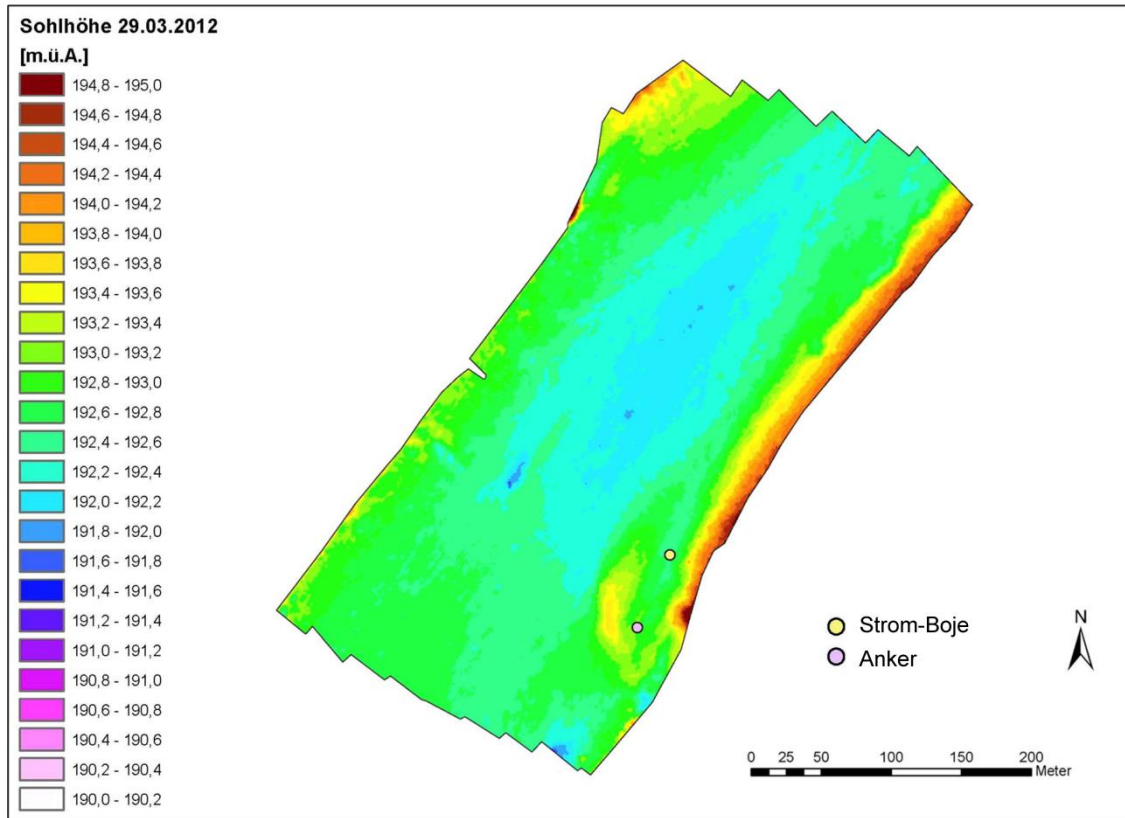 Sohlhöhe 29.03.2012
[m.ü.A.]
194,8 - 195,0
194,6 - 194,8
194,4 - 194,6
194,2 - 194,4
194,0 - 194,2
193,8 - 194,0
193,6 - 193,8
193,4 - 193,6
193,2 - 193,4
193,0 - 193,2
192,8 - 193,0
192,6 - 192,8
192,4 - 192,6
192,2 - 192,4
192,0 - 192,2
191,8 - 192,0
191,6 - 191,8
191,4 - 191,6
191,2 - 191,4
191,0 - 191,2
190,8 - 191,0
190,6 - 190,8
190,4 - 190,6
190,2 - 190,4
190,0 - 190,2
Strom-Boje
Anker
N
0 25 50 100 150 200
Meter